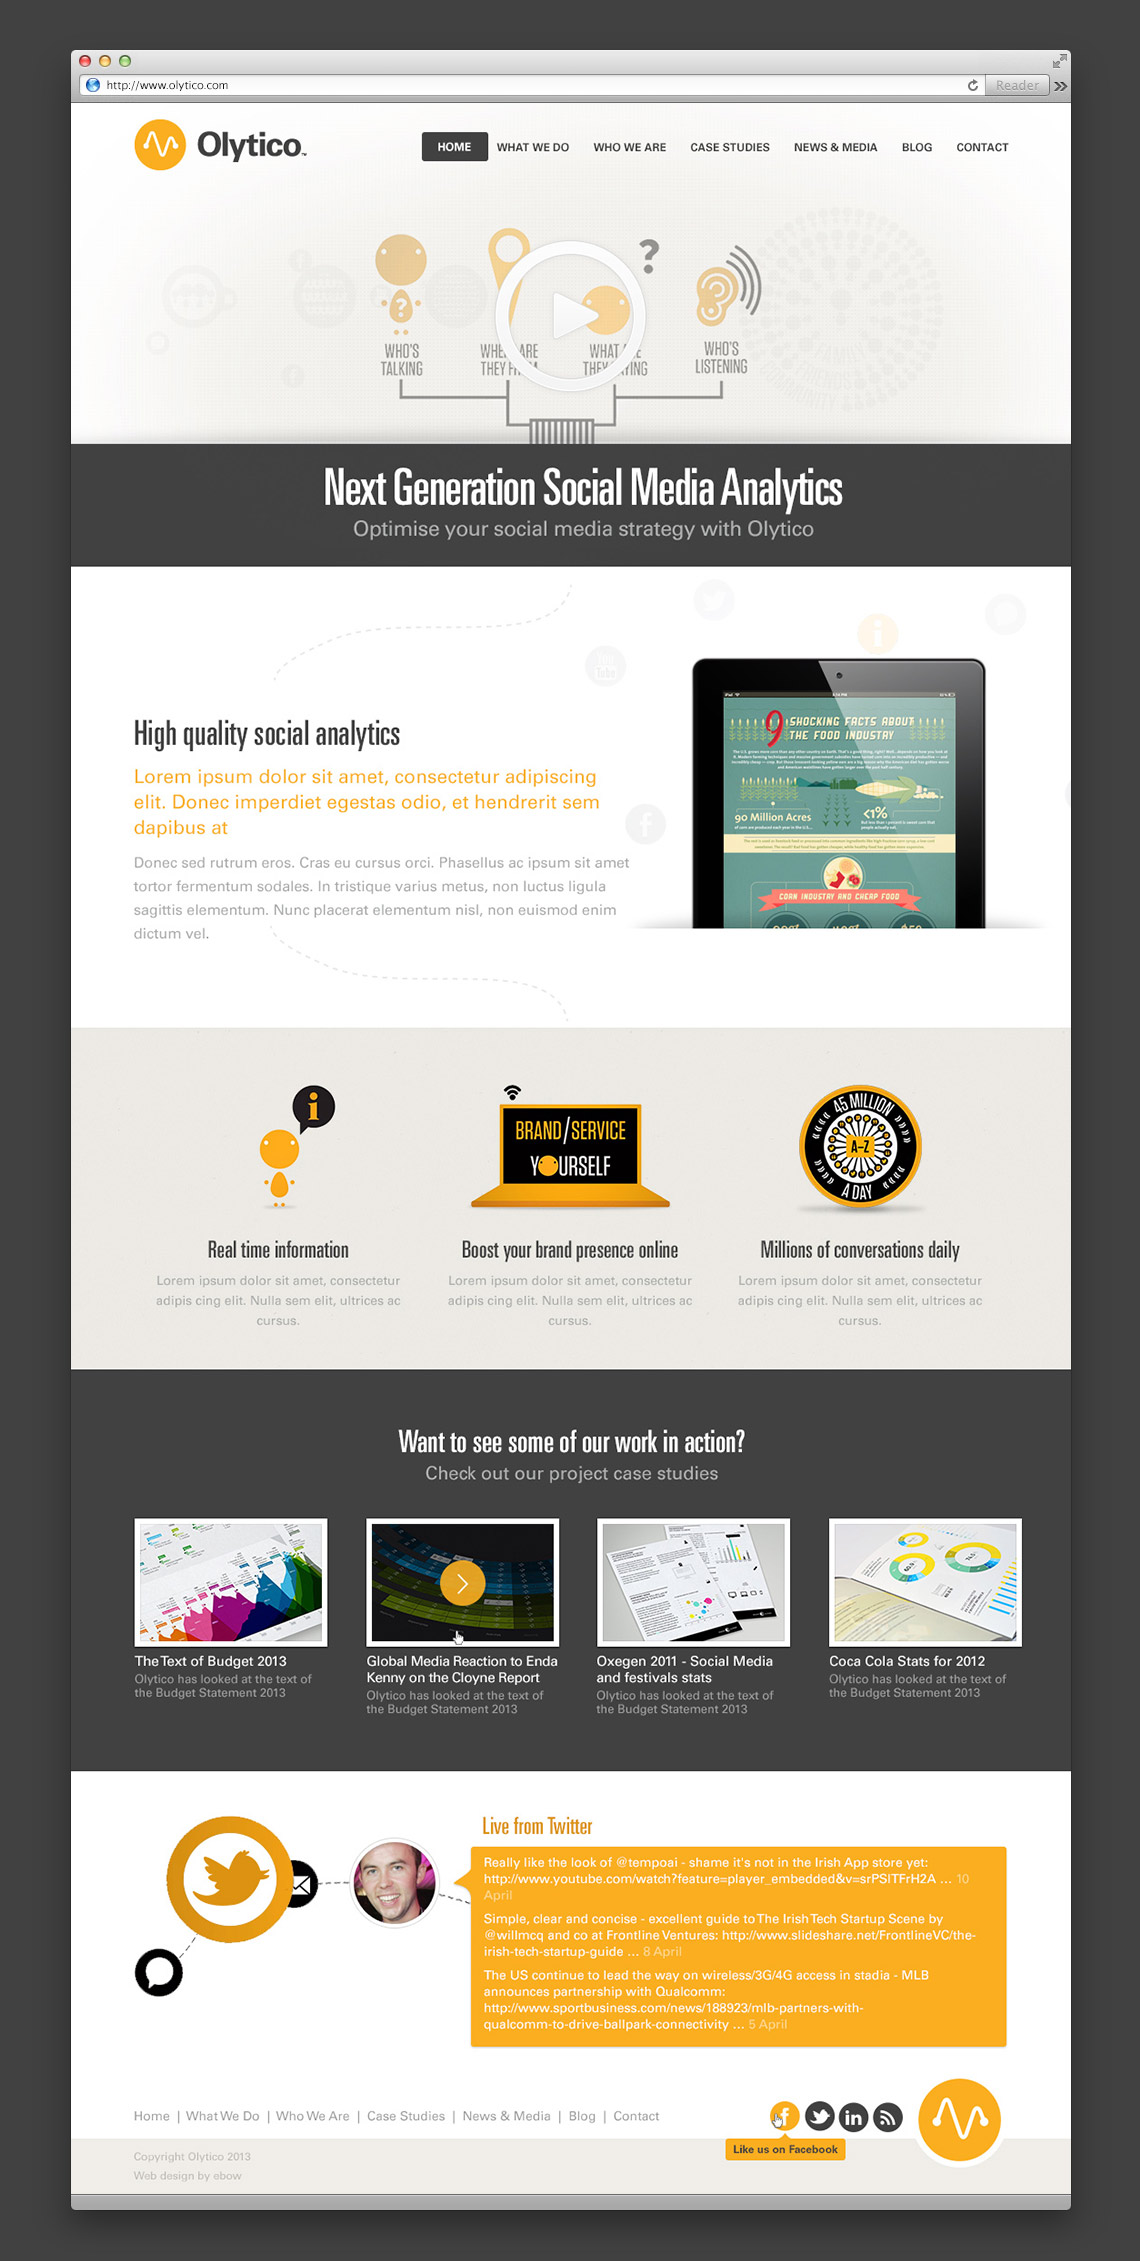 http://www.olytico.com
Reader
Olytico™
HOME WHAT WE DO WHO WE ARE CASE STUDIES NEWS & MEDIA BLOG CONTACT
?
?
WHO'S
TALKING
WHERE ARE
THEY FROM
WHAT ARE
THEY SAYING
WHO'S
LISTENING
Next Generation Social Media Analytics
Optimise your social media strategy with Olytico
You
Tube
High quality social analytics
Lorem ipsum dolor sit amet, consectetur adipiscing
elit. Donec imperdiet egestas odio, et hendrerit sem
dapibus at
Donec sed rutrum eros. Cras eu cursus orci. Phasellus ac ipsum sit amet
tortor fermentum sodales. In tristique varius metus, non luctus ligula
sagittis elementum. Nunc placerat elementum nisl, non euismod enim
dictum vel.
9 SHOCKING FACTS ABOUT
THE FOOD INDUSTRY
90 Million Acres
of corn are produced each year in the U.S....
<1%
CORN INDUSTRY AND CHEAP FOOD
i
BRAND/SERVICE
YOURSELF
45 MILLION
A-Z
A DAY
Real time information
Lorem ipsum dolor sit amet, consectetur
adipis cing elit. Nulla sem elit, ultrices ac
cursus.
Boost your brand presence online
Lorem ipsum dolor sit amet, consectetur
adipis cing elit. Nulla sem elit, ultrices ac
cursus.
Millions of conversations daily
Lorem ipsum dolor sit amet, consectetur
adipis cing elit. Nulla sem elit, ultrices ac
cursus.
Want to see some of our work in action?
Check out our project case studies
The Text of Budget 2013
Olytico has looked at the text of
the Budget Statement 2013
Global Media Reaction to Enda
Kenny on the Cloyne Report
Olytico has looked at the text of
the Budget Statement 2013
Oxegen 2011 - Social Media
and festivals stats
Olytico has looked at the text of
the Budget Statement 2013
Coca Cola Stats for 2012
Olytico has looked at the text of
the Budget Statement 2013
Live from Twitter
Really like the look of @tempoai - shame it's not in the Irish App store yet:
http://www.youtube.com/watch?feature=player_embedded&v=srPSlTFrH2A ... 10
April
Simple, clear and concise - excellent guide to The Irish Tech Startup Scene by
@willmcq and co at Frontline Ventures: http://www.slideshare.net/FrontlineVC/the-
irish-tech-startup-guide ... 8 April
The US continue to lead the way on wireless/3G/4G access in stadia - MLB
announces partnership with Qualcomm:
http://www.sportbusiness.com/news/188923/mlb-partners-with-
qualcomm-to-drive-ballpark-connectivity ... 5 April
Home | What We Do | Who We Are | Case Studies | News & Media | Blog | Contact
Like us on Facebook
Copyright Olytico 2013
Web design by ebow